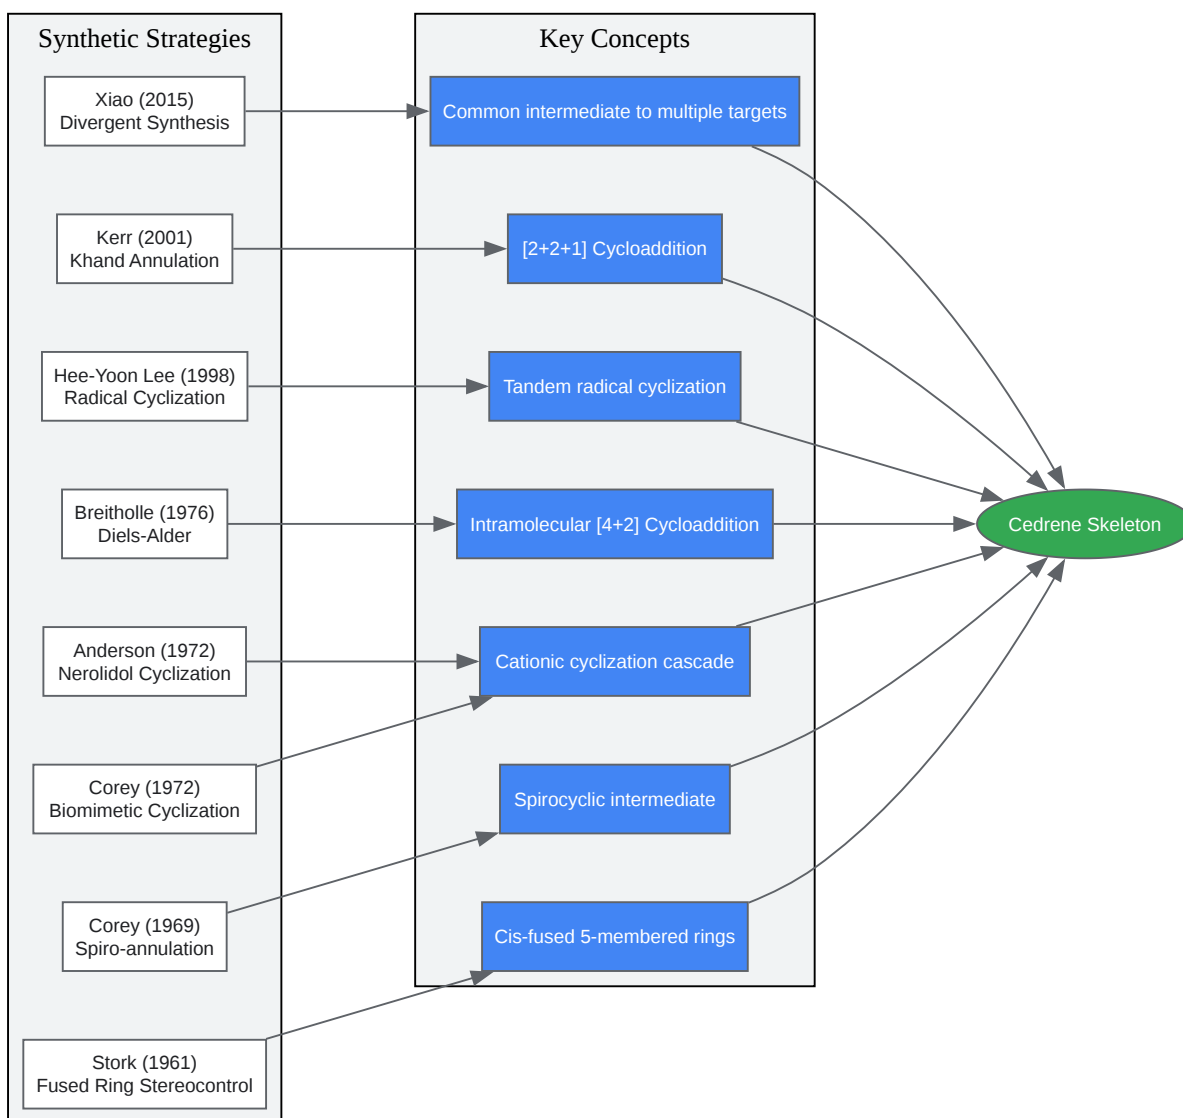 Synthetic Strategies
Key Concepts
Xiao (2015)
Divergent Synthesis
Common intermediate to multiple targets
Kerr (2001)
Khand Annulation
[2+2+1] Cycloaddition
Hee-Yoon Lee (1998)
Radical Cyclization
Tandem radical cyclization
Breitholle (1976)
Diels-Alder
Intramolecular [4+2] Cycloaddition
Cedrene Skeleton
Anderson (1972)
Nerolidol Cyclization
Cationic cyclization cascade
Corey (1972)
Biomimetic Cyclization
Spirocyclic intermediate
Corey (1969)
Spiro-annulation
Cis-fused 5-membered rings
Stork (1961)
Fused Ring Stereocontrol